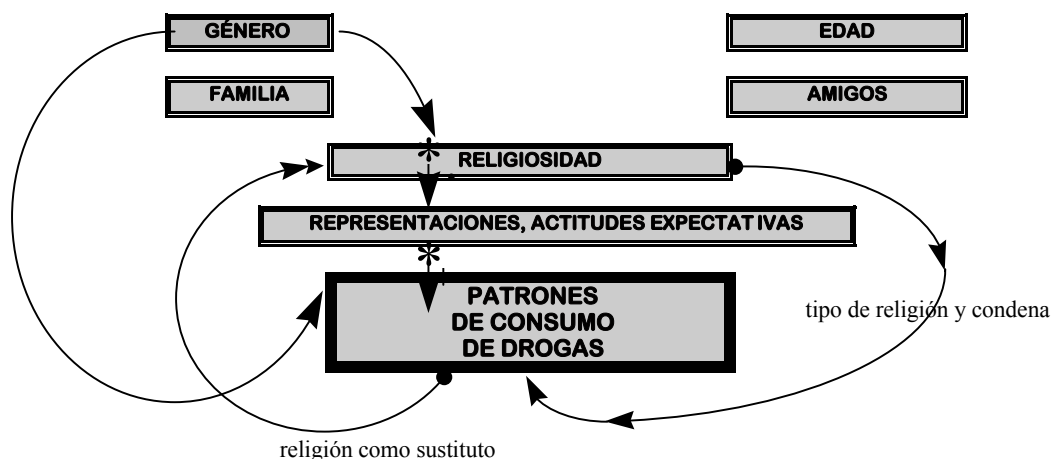 GÉNERO
EDAD
FAMILIA
AMIGOS
RELIGIOSIDAD
REPRESENTACIONES, ACTITUDES EXPECTATIVAS
PATRONES
DE CONSUMO
DE DROGAS
tipo de religión y condena
religión como sustituto